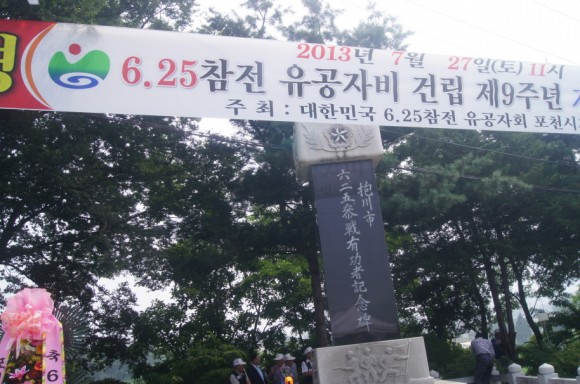 2013년 7월 27일(토) 11시
6.25참전 유공자비 건립 제9주년
주 최 : 대한민국 6.25참전 유공자회 포천시
抱川市
六二五參戰有功者記念碑
축 6